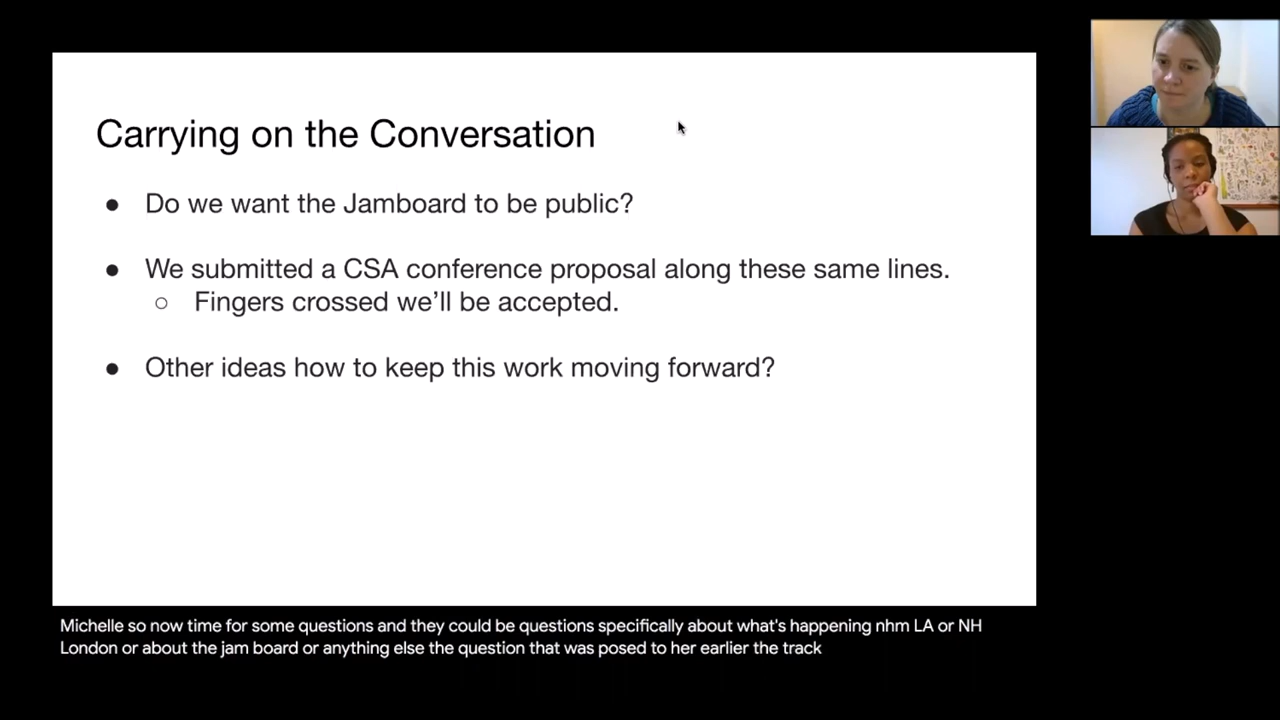 Carrying on the Conversation
● Do we want the Jamboard to be public?
● We submitted a CSA conference proposal along these same lines.
○ Fingers crossed we’ll be accepted.
● Other ideas how to keep this work moving forward?
Michelle so now time for some questions and they could be questions specifically about what's happening nhm LA or NH
London or about the jam board or anything else the question that was posed to her earlier the track